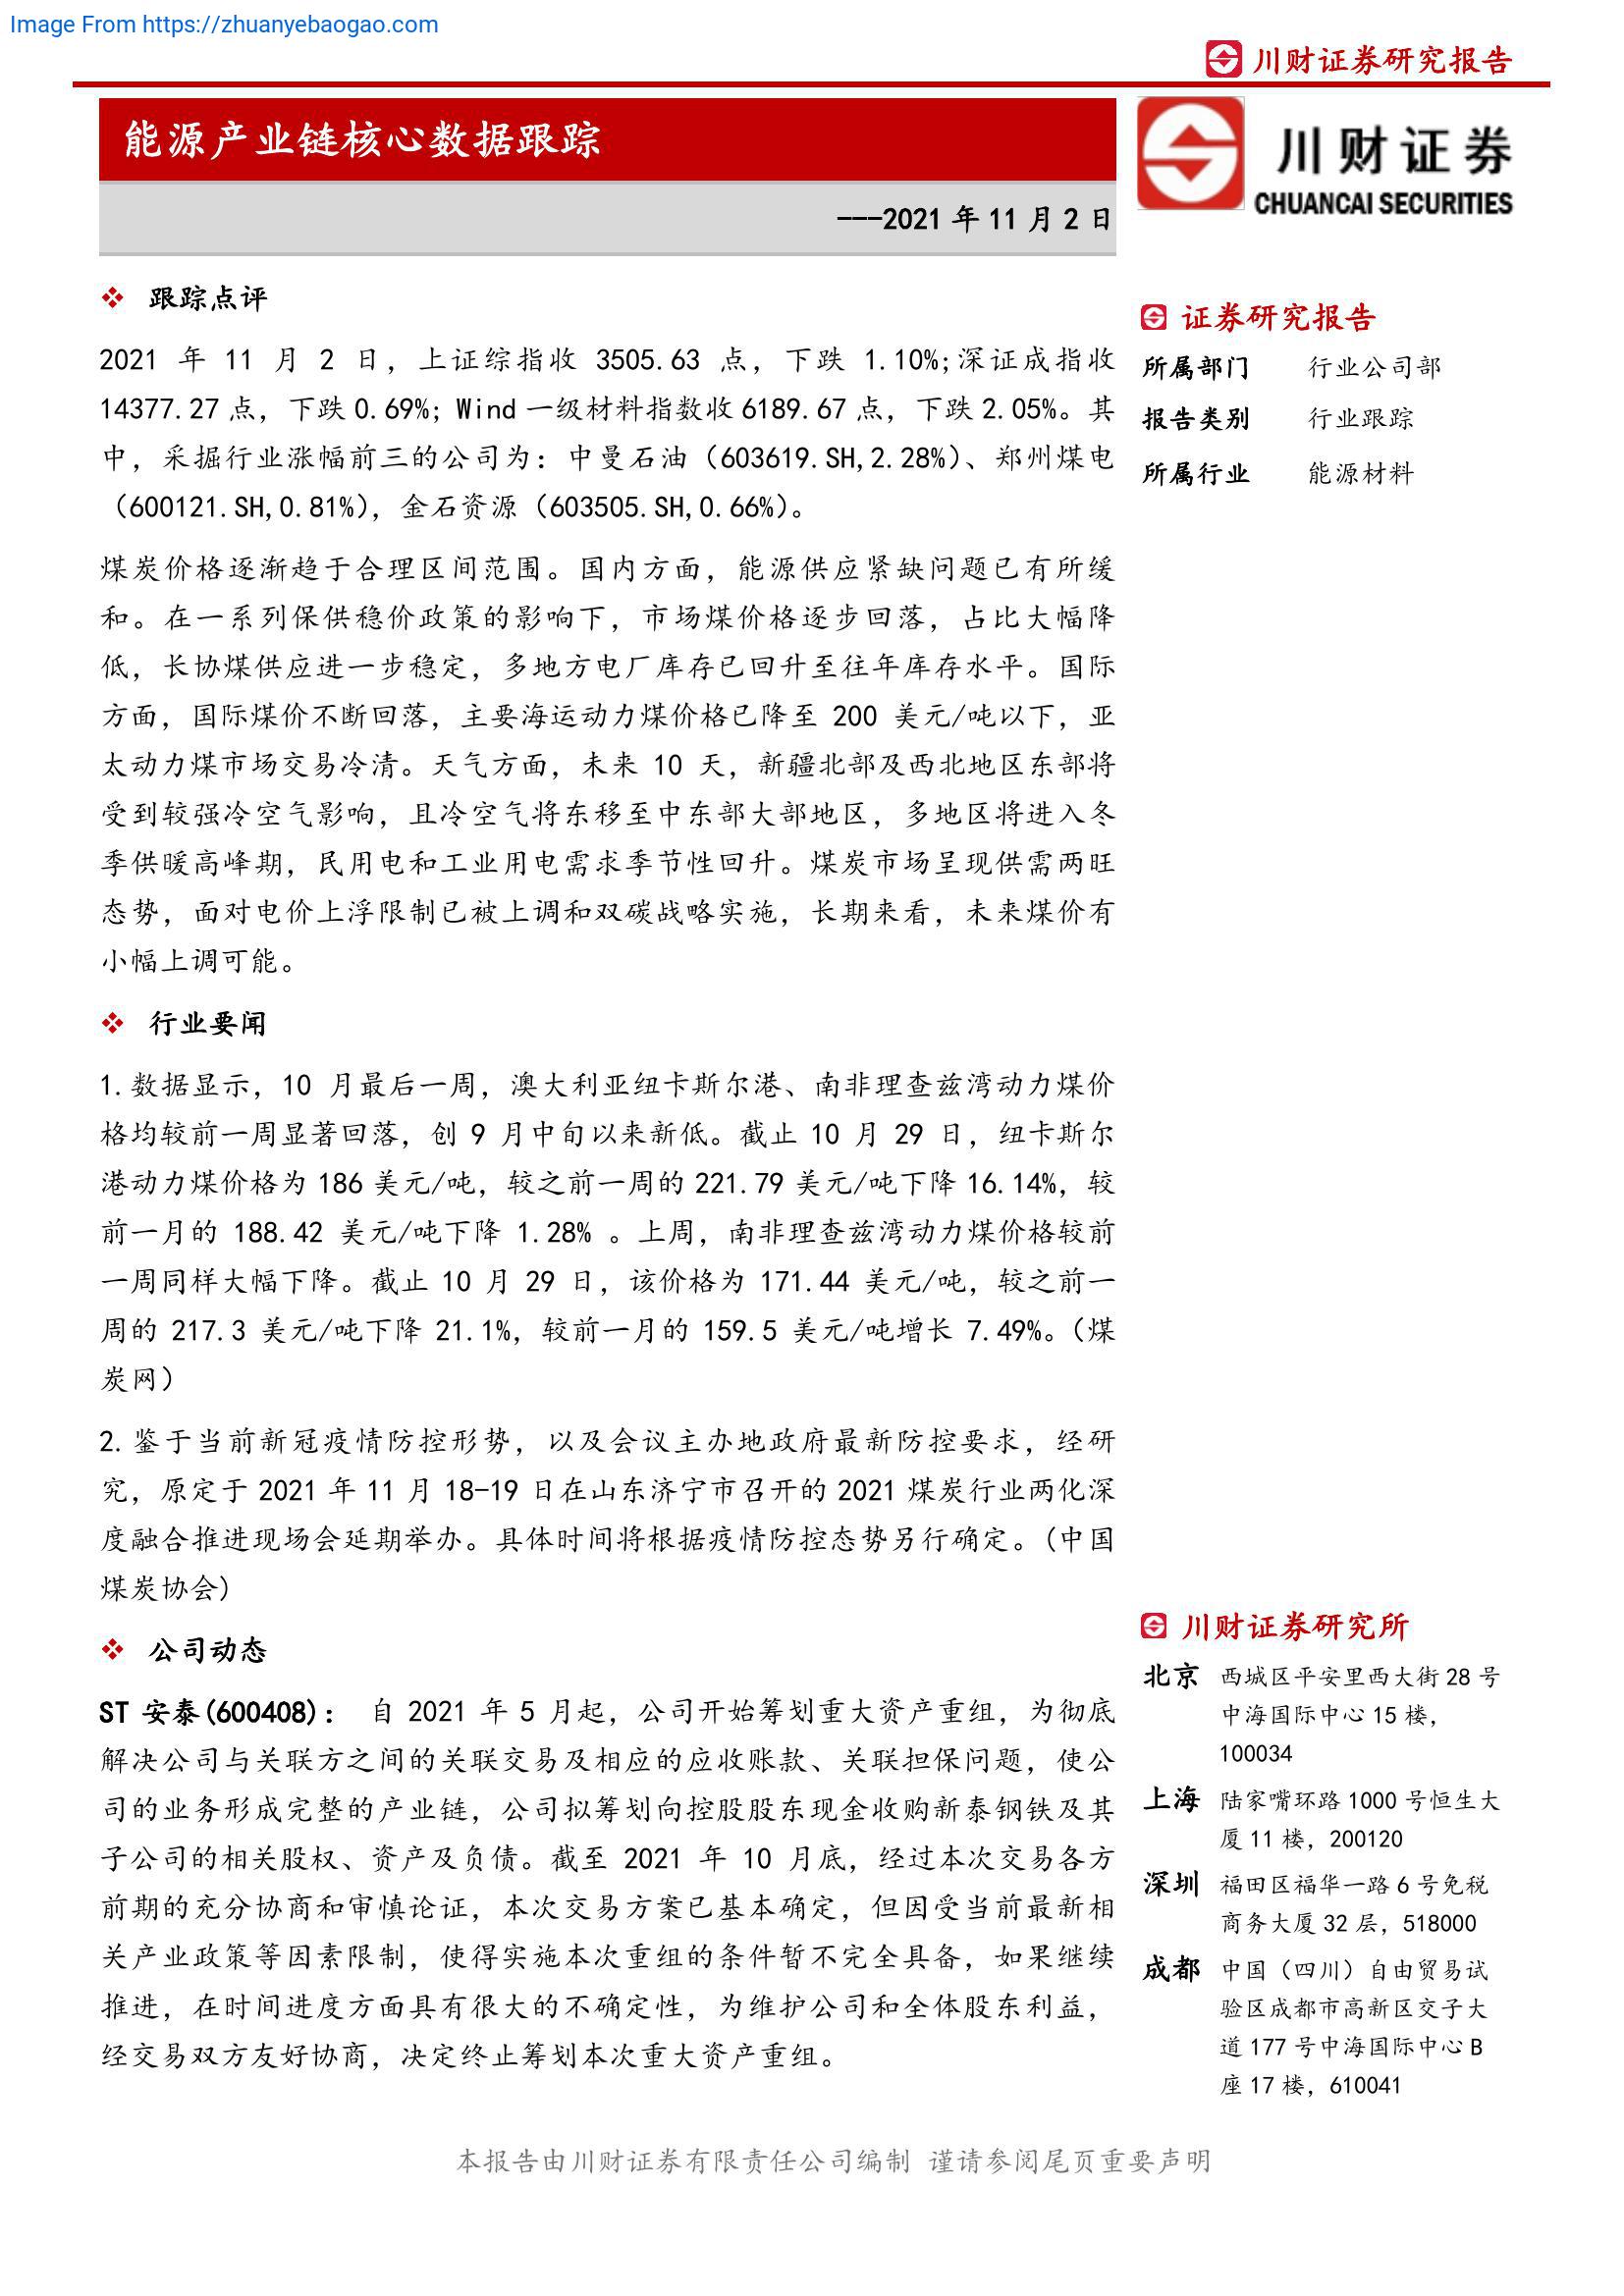 Image From https://zhuanyebaogao.com
川财证券研究报告
能源产业链核心数据跟踪
川财证券
CHUANCAI SECURITIES
---2021 年 11 月 2 日
❖ 跟踪点评
2021 年 11 月 2 日，上证综指收 3505.63 点，下跌 1.10%;深证成指收
14377.27 点，下跌 0.69%; Wind 一级材料指数收 6189.67 点，下跌 2.05%。其
中，采掘行业涨幅前三的公司为：中曼石油（603619.SH,2.28%）、郑州煤电
（600121.SH,0.81%），金石资源（603505.SH,0.66%）。
煤炭价格逐渐趋于合理区间范围。国内方面，能源供应紧缺问题已有所缓
和。在一系列保供稳价政策的影响下，市场煤价格逐步回落，占比大幅降
低，长协煤供应进一步稳定，多地方电厂库存已回升至往年库存水平。国际
方面，国际煤价不断回落，主要海运动力煤价格已降至 200 美元/吨以下，亚
太动力煤市场交易冷清。天气方面，未来 10 天，新疆北部及西北地区东部将
受到较强冷空气影响，且冷空气将东移至中东部大部地区，多地区将进入冬
季供暖高峰期，民用电和工业用电需求季节性回升。煤炭市场呈现供需两旺
态势，面对电价上浮限制已被上调和双碳战略实施，长期来看，未来煤价有
小幅上调可能。
❖ 行业要闻
1.数据显示，10 月最后一周，澳大利亚纽卡斯尔港、南非理查兹湾动力煤价
格均较前一周显著回落，创 9 月中旬以来新低。截止 10 月 29 日，纽卡斯尔
港动力煤价格为 186 美元/吨，较之前一周的 221.79 美元/吨下降 16.14%，较
前一月的 188.42 美元/吨下降 1.28% 。上周，南非理查兹湾动力煤价格较前
一周同样大幅下降。截止 10 月 29 日，该价格为 171.44 美元/吨，较之前一
周的 217.3 美元/吨下降 21.1%，较前一月的 159.5 美元/吨增长 7.49%。（煤
炭网）
2.鉴于当前新冠疫情防控形势，以及会议主办地政府最新防控要求，经研
究，原定于 2021 年 11 月 18-19 日在山东济宁市召开的 2021 煤炭行业两化深
度融合推进现场会延期举办。具体时间将根据疫情防控态势另行确定。(中国
煤炭协会)
❖ 公司动态
ST 安泰(600408)： 自 2021 年 5 月起，公司开始筹划重大资产重组，为彻底
解决公司与关联方之间的关联交易及相应的应收账款、关联担保问题，使公
司的业务形成完整的产业链，公司拟筹划向控股股东现金收购新泰钢铁及其
子公司的相关股权、资产及负债。截至 2021 年 10 月底，经过本次交易各方
前期的充分协商和审慎论证，本次交易方案已基本确定，但因受当前最新相
关产业政策等因素限制，使得实施本次重组的条件暂不完全具备，如果继续
推进，在时间进度方面具有很大的不确定性，为维护公司和全体股东利益，
经交易双方友好协商，决定终止筹划本次重大资产重组。
证券研究报告
所属部门 行业公司部
报告类别 行业跟踪
所属行业 能源材料
川财证券研究所
北京 西城区平安里西大街 28 号
中海国际中心 15 楼，
100034
上海 陆家嘴环路 1000 号恒生大
厦 11 楼，200120
深圳 福田区福华一路 6 号免税
商务大厦 32 层，518000
成都 中国（四川）自由贸易试
验区成都市高新区交子大
道 177 号中海国际中心 B
座 17 楼，610041
本报告由川财证券有限责任公司编制 谨请参阅尾页重要声明